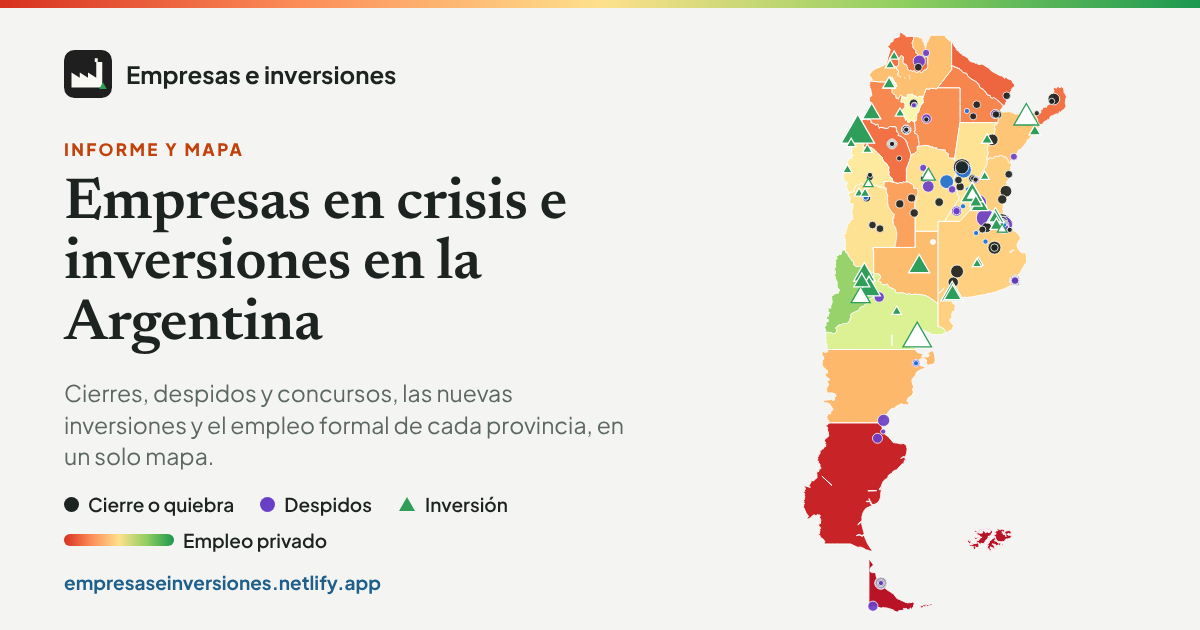 Empresas e inversiones
INFORME Y MAPA
Empresas en crisis e
inversiones en la
Argentina
Cierres, despidos y concursos, las nuevas
inversiones y el empleo formal de cada provincia, en
un solo mapa.
Cierre o quiebra
Despidos
Inversión
Empleo privado
empresaseinversiones.netlify.app